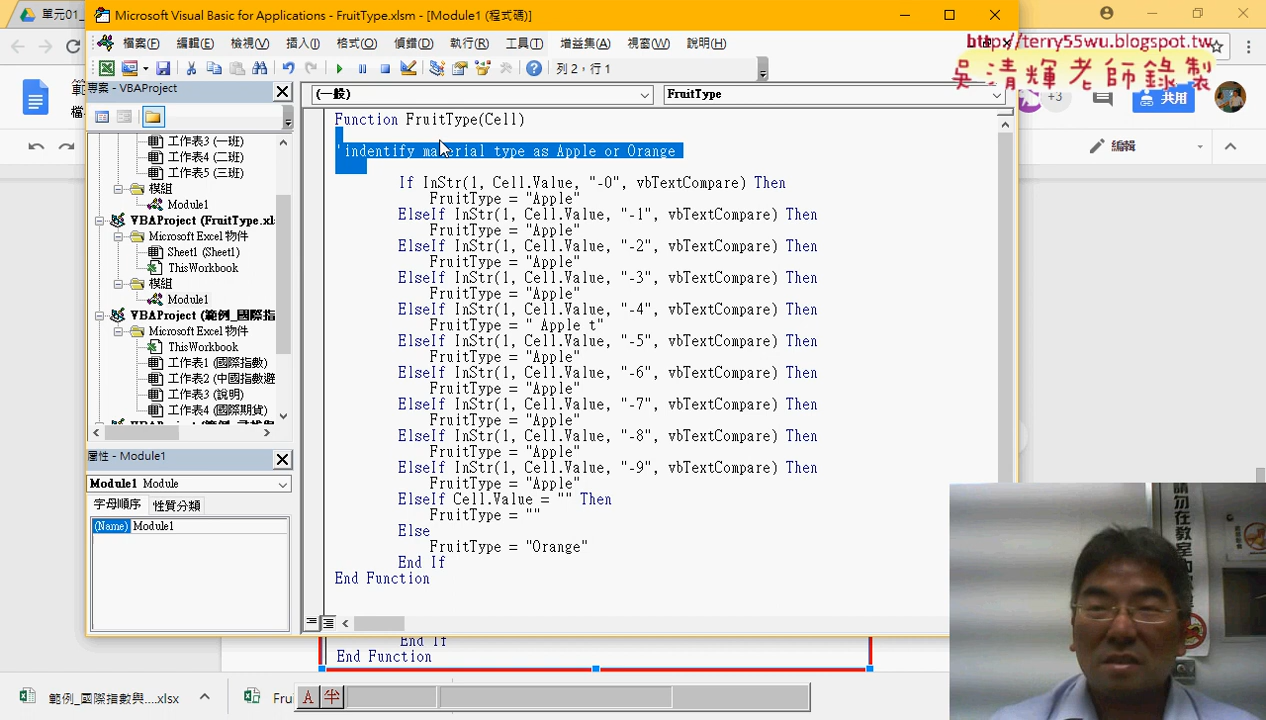 單元01_
Microsoft Visual Basic for Applications - FruitType.xlsm - [Module1 (程式碼)]
http://terry55wu.blogspot.tw
吳清輝老師錄製
檔案(F) 編輯(E) 檢視(V) 插入(I) 格式(O) 偵錯(D) 執行(R) 工具(T) 增益集(A) 視窗(W) 說明(H)
列 2，行 1
專案 - VBAProject
(一般)
FruitType
+3
共用
編輯
工作表3 (一班)
工作表4 (二班)
工作表5 (三班)
模組
Module1
VBAProject (FruitType.xl
Microsoft Excel 物件
Sheet1 (Sheet1)
ThisWorkbook
模組
Module1
VBAProject (範例_國際指
Microsoft Excel 物件
ThisWorkbook
工作表1 (國際指數)
工作表2 (中國指數避
工作表3 (說明)
工作表4 (國際期貨)
屬性 - Module1
Module1 Module
字母順序 性質分類
(Name) Module1
Function FruitType(Cell)
'indentify material type as Apple or Orange
If InStr(1, Cell.Value, "-0", vbTextCompare) Then
FruitType = "Apple"
ElseIf InStr(1, Cell.Value, "-1", vbTextCompare) Then
FruitType = "Apple"
ElseIf InStr(1, Cell.Value, "-2", vbTextCompare) Then
FruitType = "Apple"
ElseIf InStr(1, Cell.Value, "-3", vbTextCompare) Then
FruitType = "Apple"
ElseIf InStr(1, Cell.Value, "-4", vbTextCompare) Then
FruitType = " Apple t"
ElseIf InStr(1, Cell.Value, "-5", vbTextCompare) Then
FruitType = "Apple"
ElseIf InStr(1, Cell.Value, "-6", vbTextCompare) Then
FruitType = "Apple"
ElseIf InStr(1, Cell.Value, "-7", vbTextCompare) Then
FruitType = "Apple"
ElseIf InStr(1, Cell.Value, "-8", vbTextCompare) Then
FruitType = "Apple"
ElseIf InStr(1, Cell.Value, "-9", vbTextCompare) Then
FruitType = "Apple"
ElseIf Cell.Value = "" Then
FruitType = ""
Else
FruitType = "Orange"
End If
End Function
End If
End Function
範例_國際指數與....xlsx
Fru
A 半
請勿在教室內